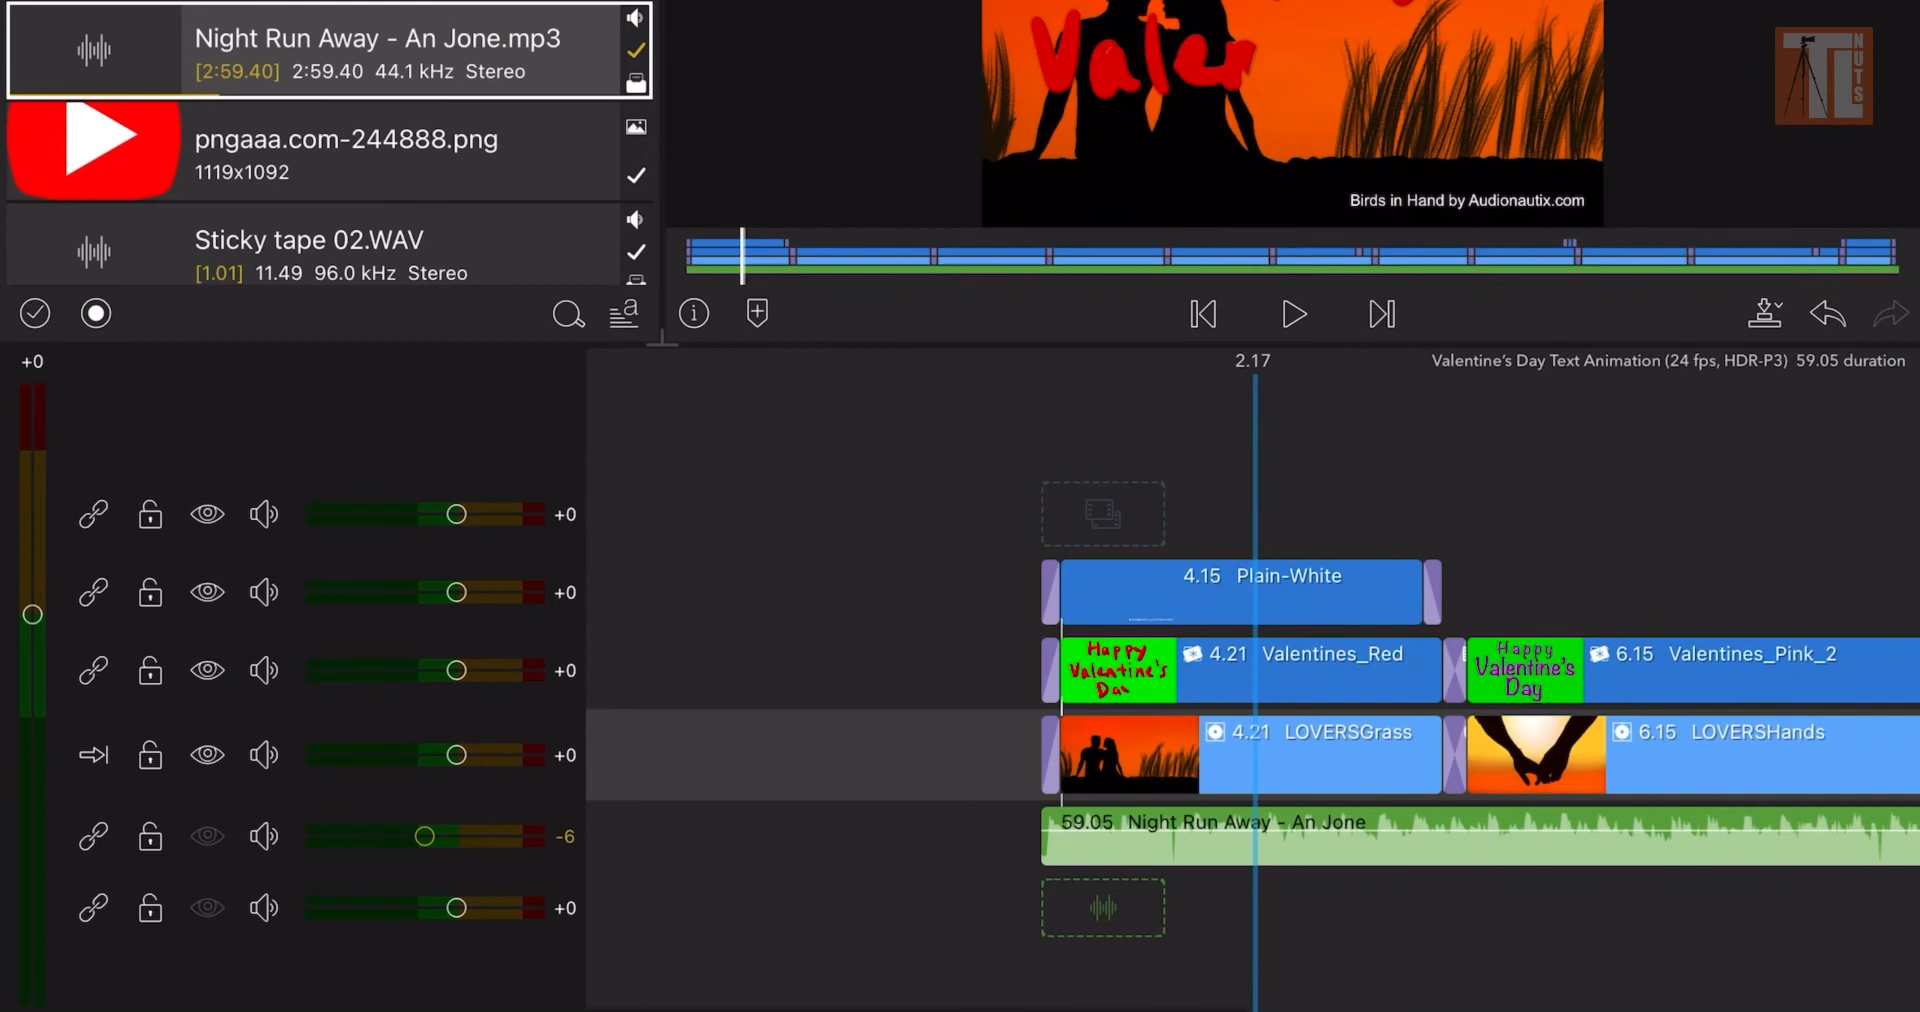 Night Run Away - An Jone.mp3
[2:59.40] 2:59.40 44.1 kHz Stereo
pngaaa.com-244888.png
1119x1092
Sticky tape 02.WAV
[1.01] 11.49 96.0 kHz Stereo
Valen
Birds in Hand by Audionautix.com
TL NUTS
a
i
+0
2.17
Valentine's Day Text Animation (24 fps, HDR-P3) 59.05 duration
+0
+0
4.15 Plain-White
+0
Happy
Valentine's
Day
4.21 Valentines_Red
Happy
Valentine's
Day
6.15 Valentines_Pink_2
+0
4.21 LOVERSGrass
6.15 LOVERSHands
-6
59.05 Night Run Away - An Jone
+0